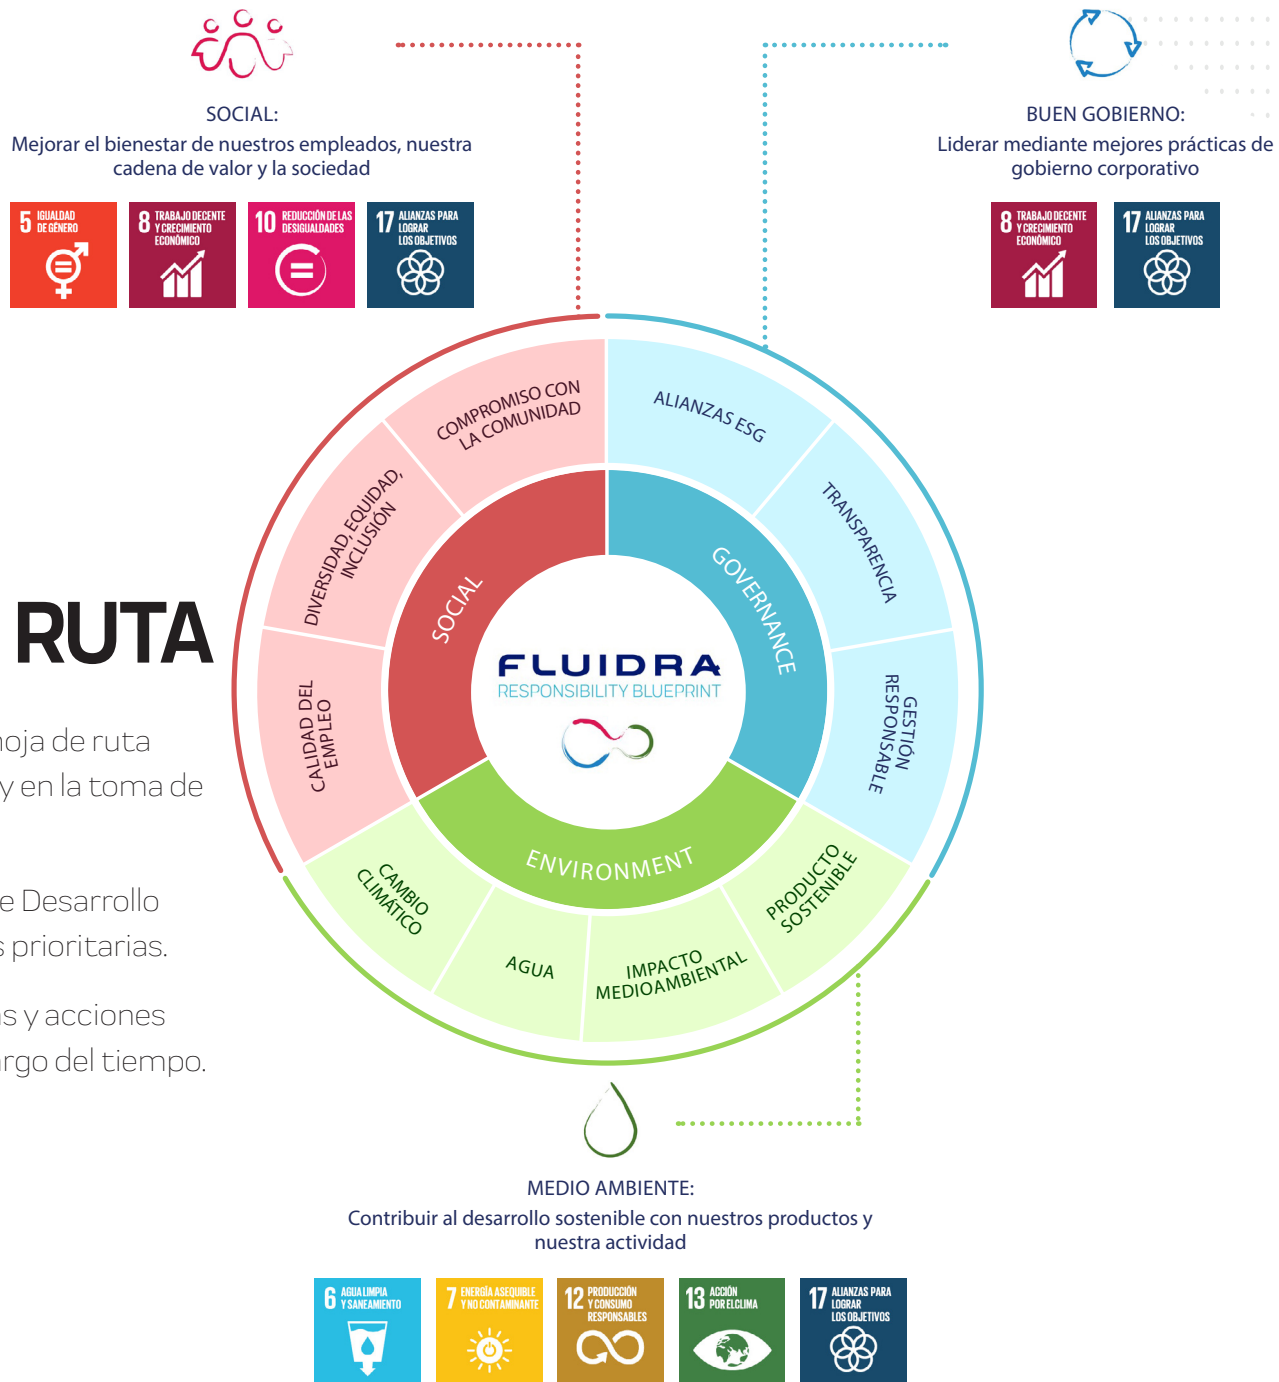 SOCIAL:
Mejorar el bienestar de nuestros empleados, nuestra
cadena de valor y la sociedad
5 IGUALDAD
DE GÉNERO
8 TRABAJO DECENTE
Y CRECIMIENTO
ECONÓMICO
10 REDUCCIÓN DE LAS
DESIGUALDADES
17 ALIANZAS PARA
LOGRAR
LOS OBJETIVOS
BUEN GOBIERNO:
Liderar mediante mejores prácticas de
gobierno corporativo
8 TRABAJO DECENTE
Y CRECIMIENTO
ECONÓMICO
17 ALIANZAS PARA
LOGRAR
LOS OBJETIVOS
RUTA
hoja de ruta
y en la toma de
e Desarrollo
s prioritarias.
as y acciones
argo del tiempo.
COMPROMISO CON
LA COMUNIDAD
DIVERSIDAD, EQUIDAD,
INCLUSIÓN
CALIDAD DEL
EMPLEO
ALIANZAS ESG
TRANSPARENCIA
GESTIÓN
RESPONSABLE
SOCIAL
GOVERNANCE
ENVIRONMENT
FLUIDRA
RESPONSIBILITY BLUEPRINT
CAMBIO
CLIMÁTICO
AGUA
IMPACTO
MEDIOAMBIENTAL
PRODUCTO
SOSTENIBLE
MEDIO AMBIENTE:
Contribuir al desarrollo sostenible con nuestros productos y
nuestra actividad
6 AGUA LIMPIA
Y SANEAMIENTO
7 ENERGÍA ASEQUIBLE
Y NO CONTAMINANTE
12 PRODUCCIÓN
Y CONSUMO
RESPONSABLES
13 ACCIÓN
POR EL CLIMA
17 ALIANZAS PARA
LOGRAR
LOS OBJETIVOS